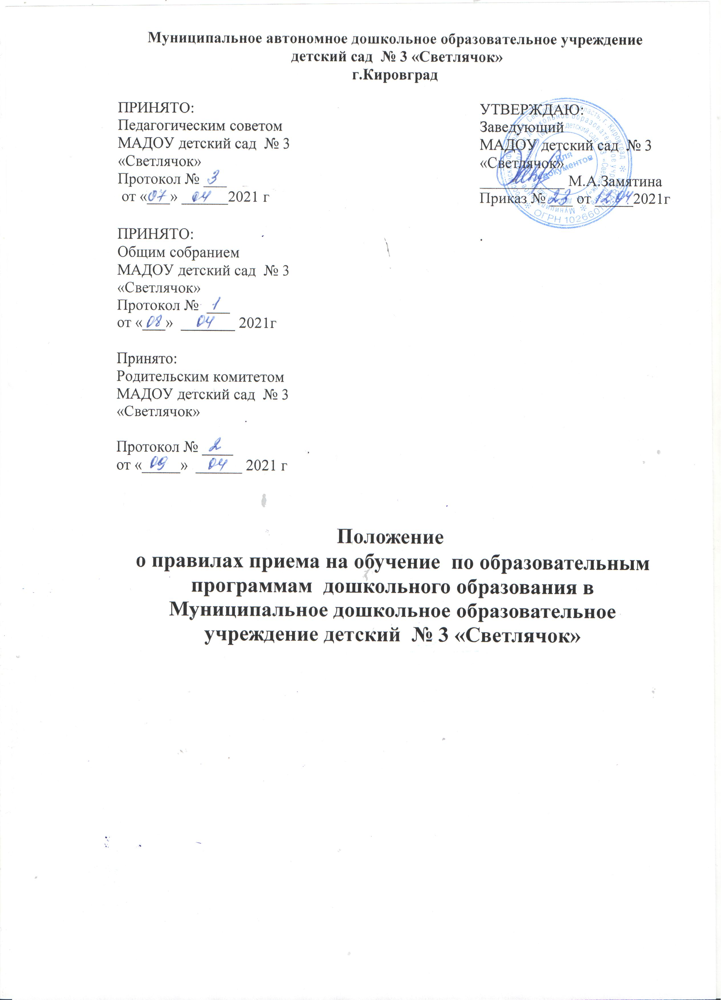 Муниципальное автономное дошкольное образовательное учреждение
детский сад № 3 «Светлячок»
г.Кировград
ПРИНЯТО:
Педагогическим советом
МАДОУ детский сад № 3
«Светлячок»
Протокол № 3
от «07» 04 2021 г
УТВЕРЖДАЮ:
Заведующий
МАДОУ детский сад № 3
«Светлячок»
М.А.Замятина
Приказ № 23 от 12.04.2021г
Для
документов
ПРИНЯТО:
Общим собранием
МАДОУ детский сад № 3
«Светлячок»
Протокол № 1
от «08» 04 2021г
Принято:
Родительским комитетом
МАДОУ детский сад № 3
«Светлячок»
Протокол № 2
от «09» 04 2021 г
Положение
о правилах приема на обучение по образовательным
программам дошкольного образования в
Муниципальное дошкольное образовательное
учреждение детский № 3 «Светлячок»